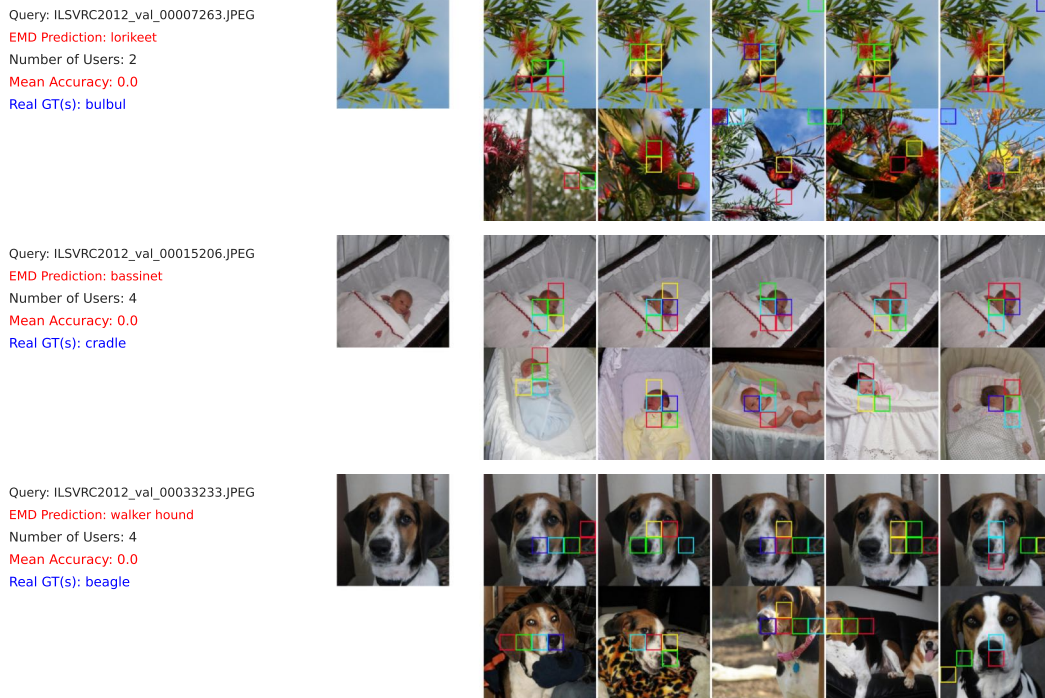 Query: ILSVRC2012_val_00007263.JPEG
EMD Prediction: lorikeet
Number of Users: 2
Mean Accuracy: 0.0
Real GT(s): bulbul
Query: ILSVRC2012_val_00015206.JPEG
EMD Prediction: bassinet
Number of Users: 4
Mean Accuracy: 0.0
Real GT(s): cradle
Query: ILSVRC2012_val_00033233.JPEG
EMD Prediction: walker hound
Number of Users: 4
Mean Accuracy: 0.0
Real GT(s): beagle